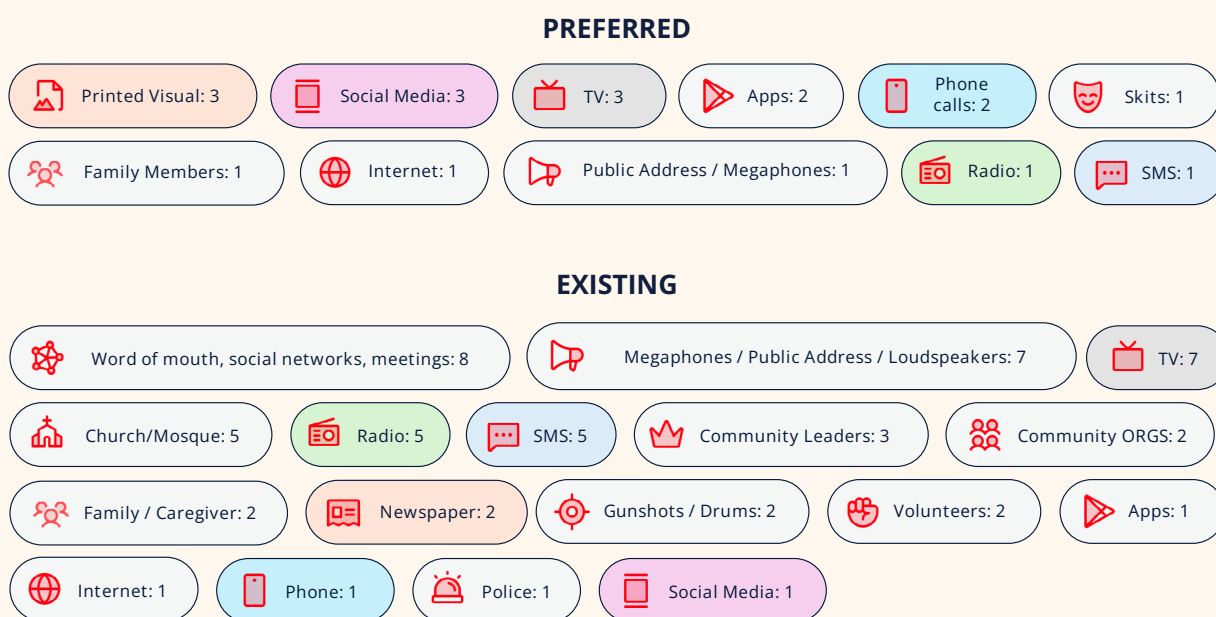 PREFERRED
Printed Visual: 3
Social Media: 3
TV: 3
Apps: 2
Phone
calls: 2
Skits: 1
Family Members: 1
Internet: 1
Public Address / Megaphones: 1
Radio: 1
SMS: 1
EXISTING
Word of mouth, social networks, meetings: 8
Megaphones / Public Address / Loudspeakers: 7
TV: 7
Church/Mosque: 5
Radio: 5
SMS: 5
Community Leaders: 3
Community ORGS: 2
Family / Caregiver: 2
Newspaper: 2
Gunshots / Drums: 2
Volunteers: 2
Apps: 1
Internet: 1
Phone: 1
Police: 1
Social Media: 1